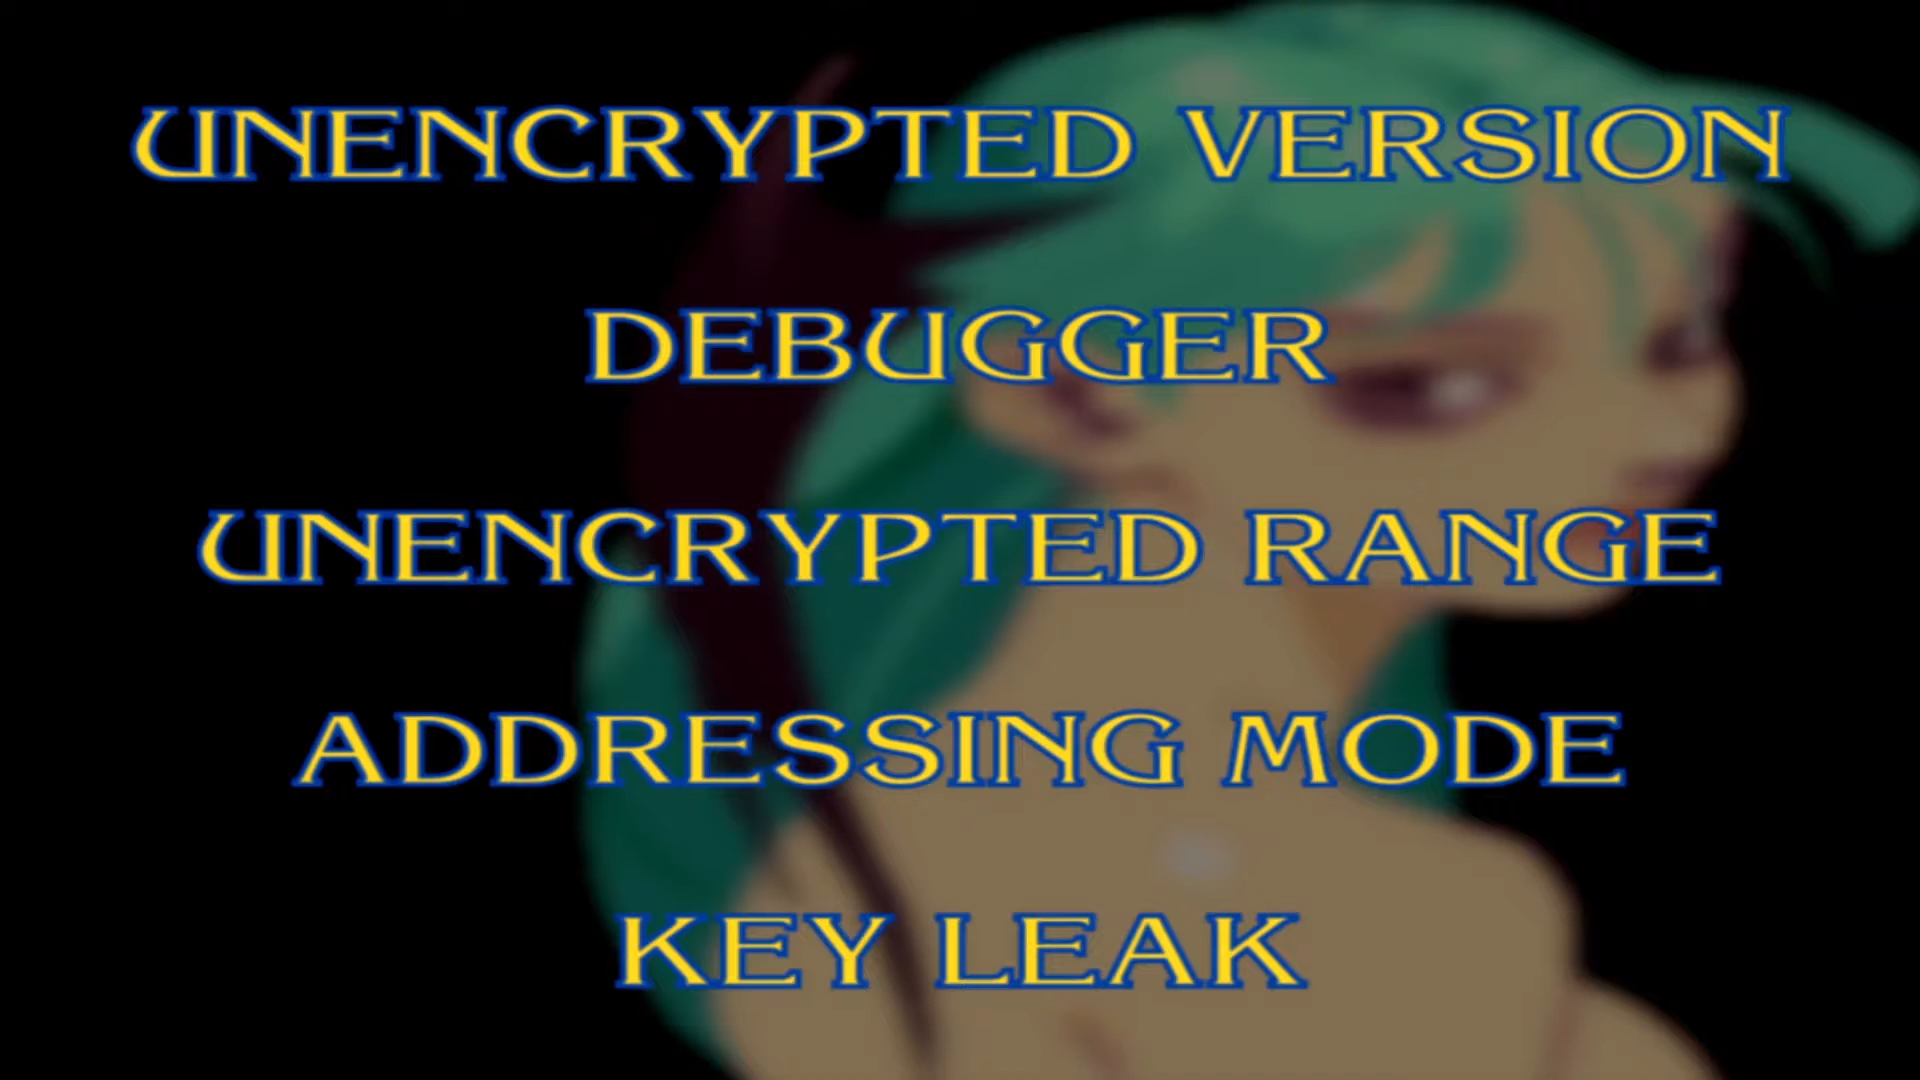 UNENCRYPTED VERSION
DEBUGGER
UNENCRYPTED RANGE
ADDRESSING MODE
KEY LEAK